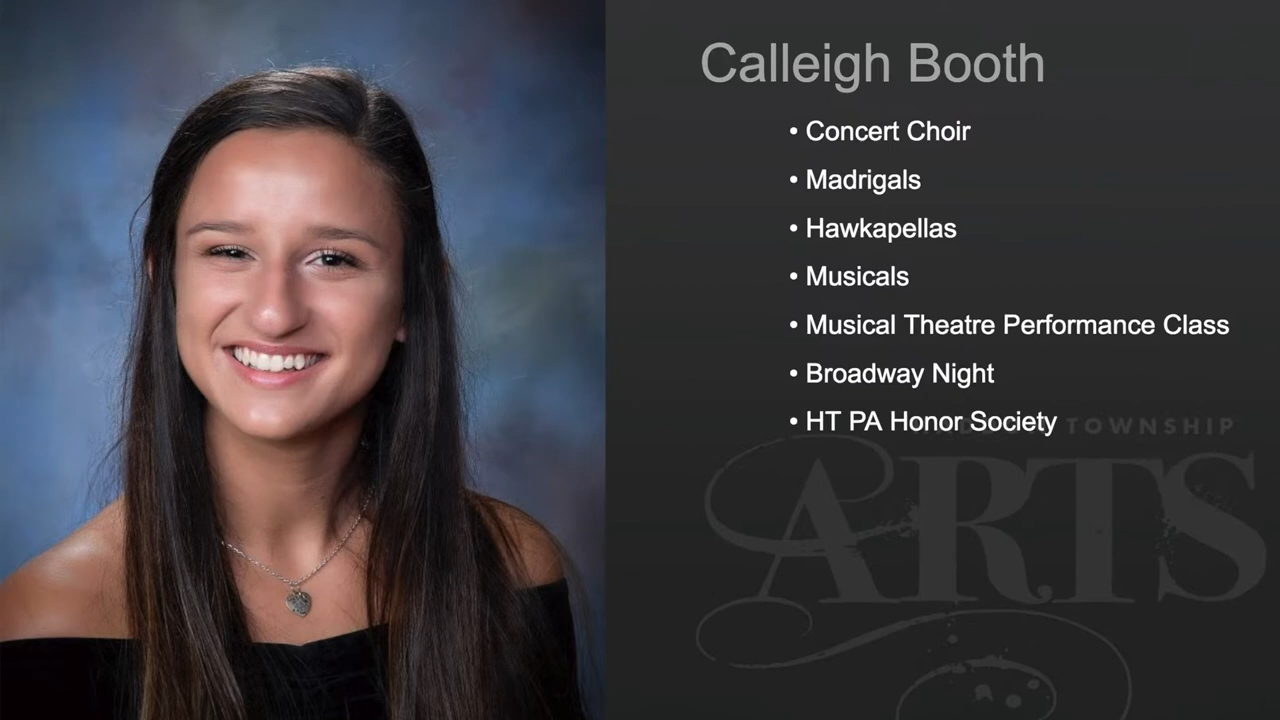 Calleigh Booth
• Concert Choir
• Madrigals
• Hawkapellas
• Musicals
• Musical Theatre Performance Class
• Broadway Night
• HT PA Honor Society
TOWNSHIP
ARTS